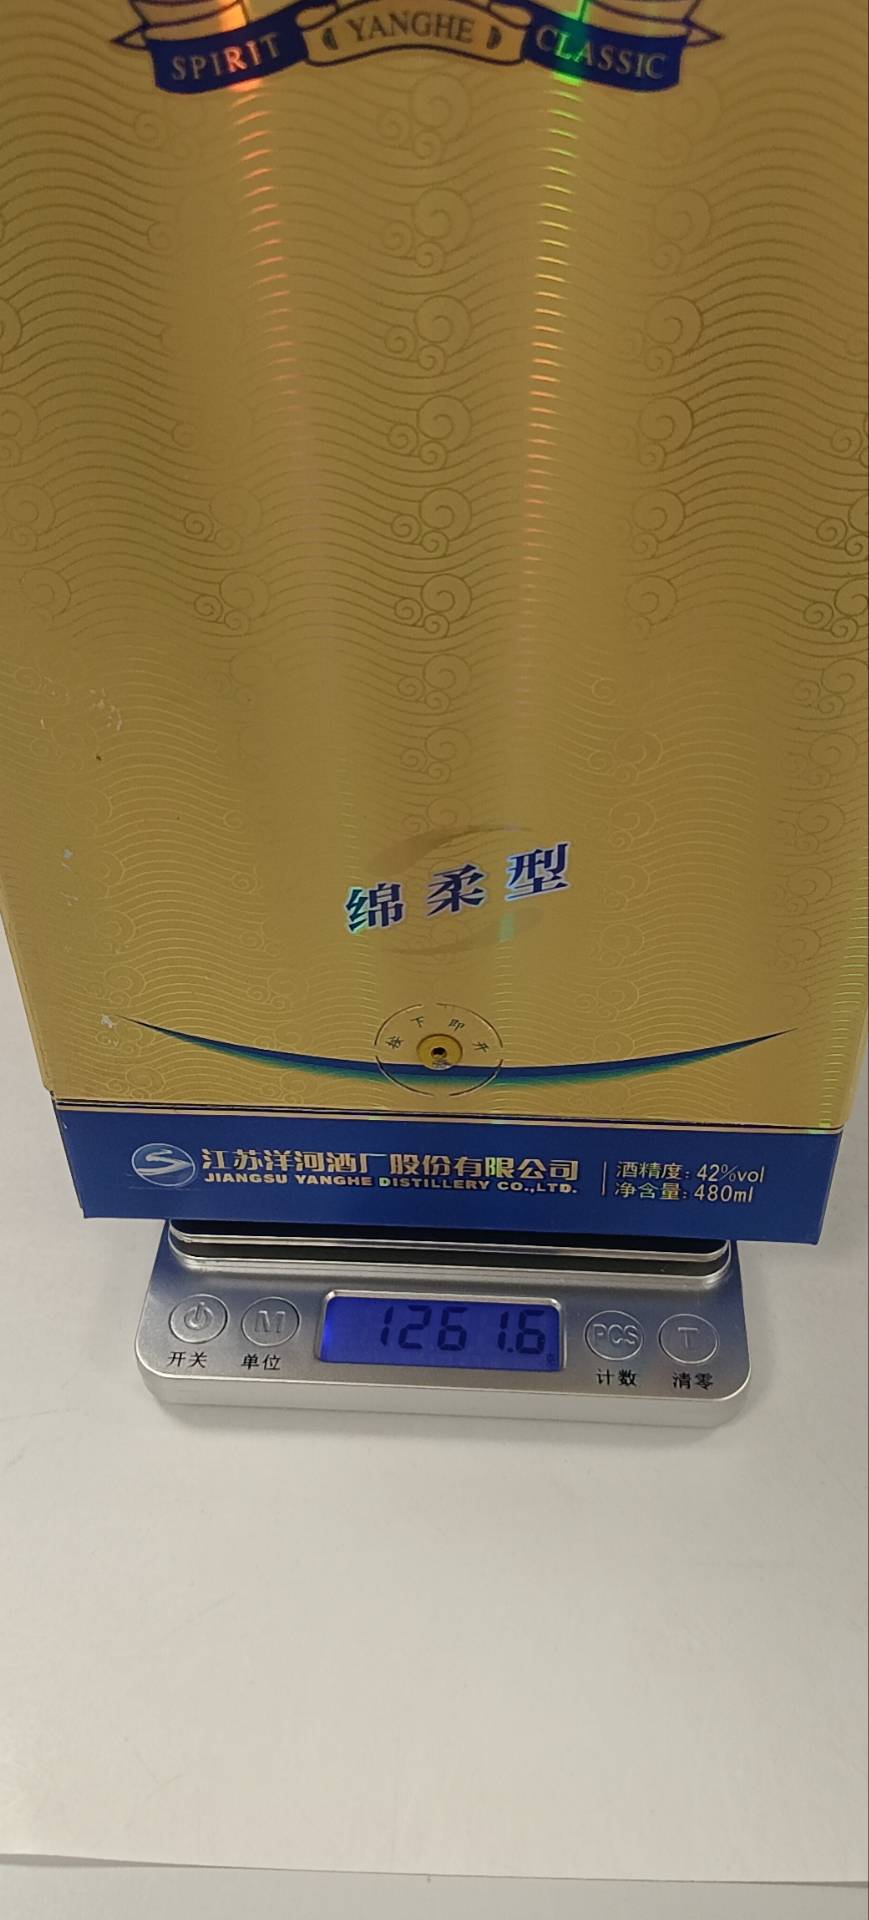 SPIRIT YANGHE CLASSIC
绵柔型
按下即开
江苏洋河酒厂股份有限公司
JIANGSU YANGHE DISTILLERY CO.,LTD.
酒精度: 42%vol
净含量: 480ml
1261.6
M
PCS
T
开关
单位
计数
清零